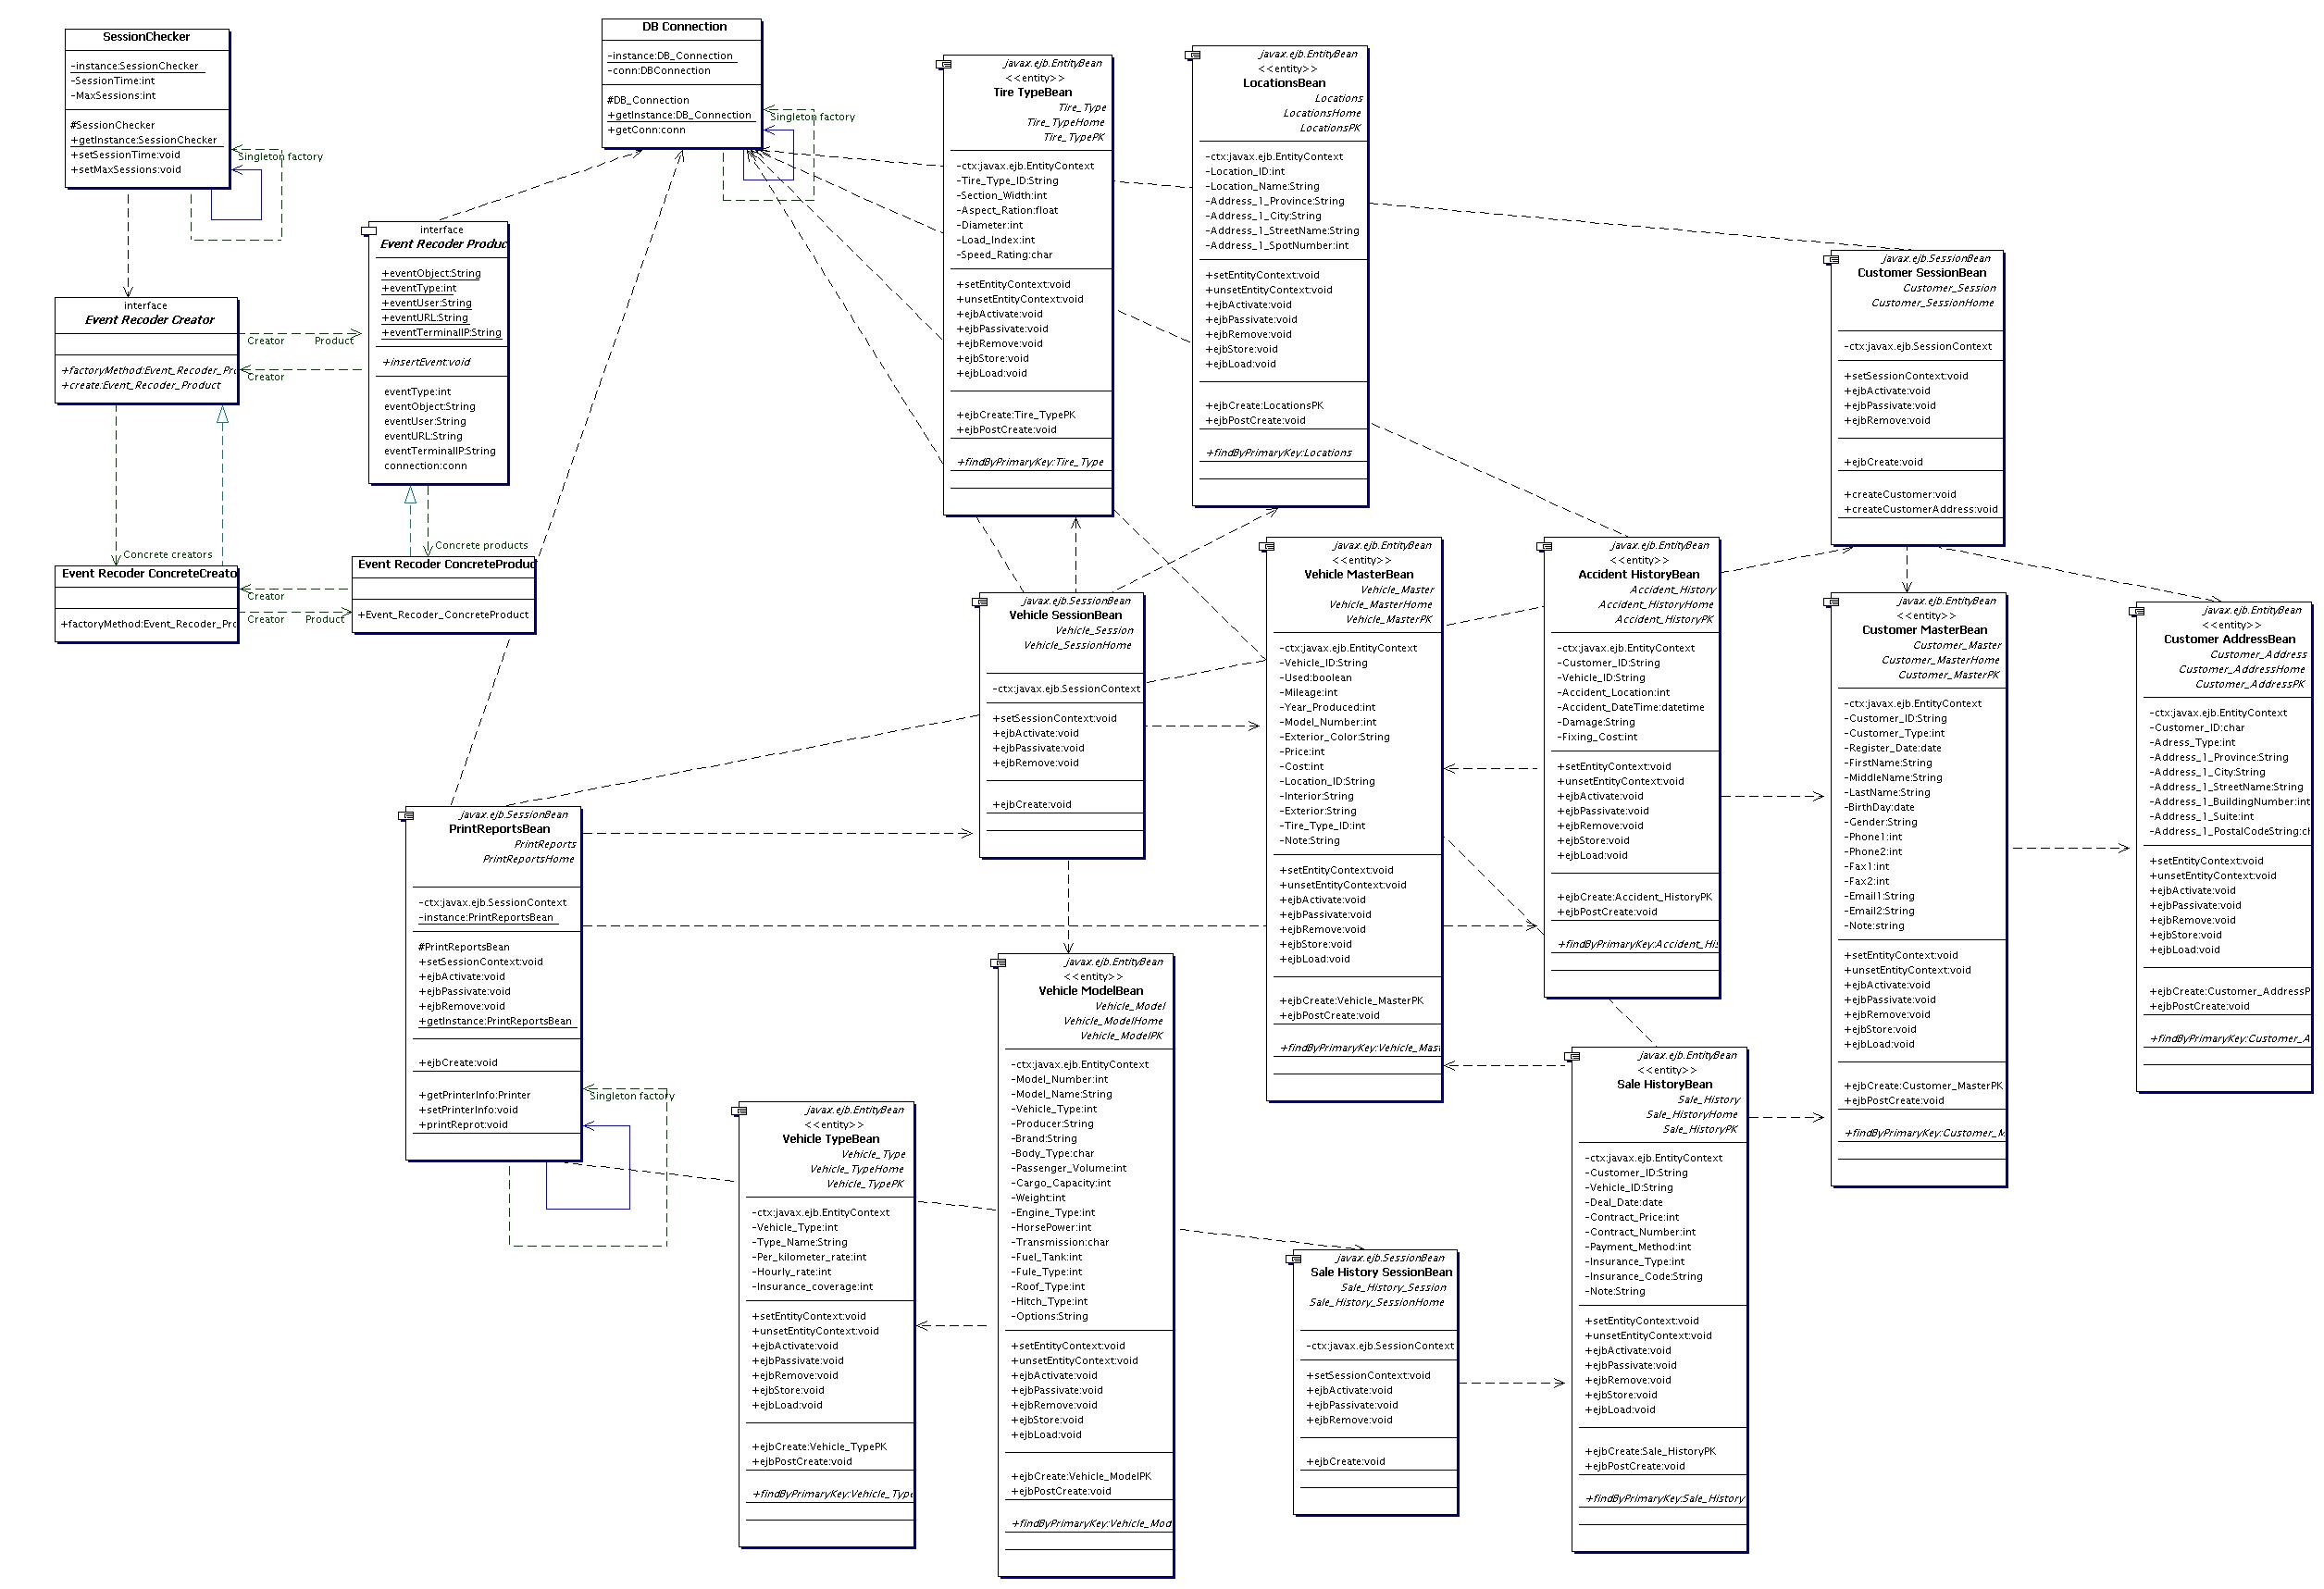 SessionChecker
-instance:SessionChecker
-SessionTime:int
-MaxSessions:int
#SessionChecker
+getInstance:SessionChecker
+setSessionTime:void
+setMaxSessions:void
Singleton factory
DB Connection
-instance:DB_Connection
-conn:DBConnection
#DB_Connection
+getInstance:DB_Connection
+getConn:conn
Singleton factory
interface
Event Recoder Produc
+eventObject:String
+eventType:int
+eventUser:String
+eventURL:String
+eventTerminalIP:String
+insertEvent:void
eventType:int
eventObject:String
eventUser:String
eventURL:String
eventTerminalIP:String
connection:conn
interface
Event Recoder Creator
+factoryMethod:Event_Recoder_Pr
+create:Event_Recoder_Product
Creator Product
Creator
Concrete creators
Concrete products
Event Recoder ConcreteCreato
+factoryMethod:Event_Recoder_Pro
Creator
Creator Product
Event Recoder ConcreteProduc
+Event_Recoder_ConcreteProduct
javax.ejb.EntityBean
<<entity>>
Tire TypeBean
Tire_Type
Tire_TypeHome
Tire_TypePK
-ctx:javax.ejb.EntityContext
-Tire_Type_ID:String
-Section_Width:int
-Aspect_Ration:float
-Diameter:int
-Load_Index:int
-Speed_Rating:char
+setEntityContext:void
+unsetEntityContext:void
+ejbActivate:void
+ejbPassivate:void
+ejbRemove:void
+ejbStore:void
+ejbLoad:void
+ejbCreate:Tire_TypePK
+ejbPostCreate:void
+findByPrimaryKey:Tire_Type
javax.ejb.EntityBean
<<entity>>
LocationsBean
Locations
LocationsHome
LocationsPK
-ctx:javax.ejb.EntityContext
-Location_ID:int
-Location_Name:String
-Address_1_Province:String
-Address_1_City:String
-Address_1_StreetName:String
-Address_1_SpotNumber:int
+setEntityContext:void
+unsetEntityContext:void
+ejbActivate:void
+ejbPassivate:void
+ejbRemove:void
+ejbStore:void
+ejbLoad:void
+ejbCreate:LocationsPK
+ejbPostCreate:void
+findByPrimaryKey:Locations
javax.ejb.SessionBean
Customer SessionBean
Customer_Session
Customer_SessionHome
-ctx:javax.ejb.SessionContext
+setSessionContext:void
+ejbActivate:void
+ejbPassivate:void
+ejbRemove:void
+ejbCreate:void
+createCustomer:void
+createCustomerAddress:void
javax.ejb.SessionBean
Vehicle SessionBean
Vehicle_Session
Vehicle_SessionHome
-ctx:javax.ejb.SessionContext
+setSessionContext:void
+ejbActivate:void
+ejbPassivate:void
+ejbRemove:void
+ejbCreate:void
javax.ejb.EntityBean
<<entity>>
Vehicle MasterBean
Vehicle_Master
Vehicle_MasterHome
Vehicle_MasterPK
-ctx:javax.ejb.EntityContext
-Vehicle_ID:String
-Used:boolean
-Mileage:int
-Year_Produced:int
-Model_Number:int
-Exterior_Color:String
-Price:int
-Cost:int
-Location_ID:String
-Interior:String
-Exterior:String
-Tire_Type_ID:int
-Note:String
+setEntityContext:void
+unsetEntityContext:void
+ejbActivate:void
+ejbPassivate:void
+ejbRemove:void
+ejbStore:void
+ejbLoad:void
+ejbCreate:Vehicle_MasterPK
+ejbPostCreate:void
+findByPrimaryKey:Vehicle_Mast
javax.ejb.EntityBean
<<entity>>
Accident HistoryBean
Accident_History
Accident_HistoryHome
Accident_HistoryPK
-ctx:javax.ejb.EntityContext
-Customer_ID:String
-Vehicle_ID:String
-Accident_Location:int
-Accident_DateTime:datetime
-Damage:String
-Fixing_Cost:int
+setEntityContext:void
+unsetEntityContext:void
+ejbActivate:void
+ejbPassivate:void
+ejbRemove:void
+ejbStore:void
+ejbLoad:void
+ejbCreate:Accident_HistoryPK
+ejbPostCreate:void
+findByPrimaryKey:Accident_His
javax.ejb.EntityBean
<<entity>>
Customer MasterBean
Customer_Master
Customer_MasterHome
Customer_MasterPK
-ctx:javax.ejb.EntityContext
-Customer_ID:String
-Customer_Type:int
-Register_Date:date
-FirstName:String
-MiddleName:String
-LastName:String
-BirthDay:date
-Gender:String
-Phone1:int
-Phone2:int
-Fax1:int
-Fax2:int
-Email1:String
-Email2:String
-Note:string
+setEntityContext:void
+unsetEntityContext:void
+ejbActivate:void
+ejbPassivate:void
+ejbRemove:void
+ejbStore:void
+ejbLoad:void
+ejbCreate:Customer_MasterPK
+ejbPostCreate:void
+findByPrimaryKey:Customer_M
javax.ejb.EntityBean
<<entity>>
Customer AddressBean
Customer_Address
Customer_AddressHome
Customer_AddressPK
-ctx:javax.ejb.EntityContext
-Customer_ID:char
-Adress_Type:int
-Address_1_Province:String
-Address_1_City:String
-Address_1_StreetName:String
-Address_1_BuildingNumber:int
-Address_1_Suite:int
-Address_1_PostalCodeString:ch
+setEntityContext:void
+unsetEntityContext:void
+ejbActivate:void
+ejbPassivate:void
+ejbRemove:void
+ejbStore:void
+ejbLoad:void
+ejbCreate:Customer_AddressP
+ejbPostCreate:void
+findByPrimaryKey:Customer_A
javax.ejb.SessionBean
PrintReportsBean
PrintReports
PrintReportsHome
-ctx:javax.ejb.SessionContext
-instance:PrintReportsBean
#PrintReportsBean
+setSessionContext:void
+ejbActivate:void
+ejbPassivate:void
+ejbRemove:void
+getInstance:PrintReportsBean
+ejbCreate:void
+getPrinterInfo:Printer
+setPrinterInfo:void
+printReprot:void
Singleton factory
javax.ejb.EntityBean
<<entity>>
Vehicle TypeBean
Vehicle_Type
Vehicle_TypeHome
Vehicle_TypePK
-ctx:javax.ejb.EntityContext
-Vehicle_Type:int
-Type_Name:String
-Per_kilometer_rate:int
-Hourly_rate:int
-Insurance_coverage:int
+setEntityContext:void
+unsetEntityContext:void
+ejbActivate:void
+ejbPassivate:void
+ejbRemove:void
+ejbStore:void
+ejbLoad:void
+ejbCreate:Vehicle_TypePK
+ejbPostCreate:void
+findByPrimaryKey:Vehicle_Type
javax.ejb.EntityBean
<<entity>>
Vehicle ModelBean
Vehicle_Model
Vehicle_ModelHome
Vehicle_ModelPK
-ctx:javax.ejb.EntityContext
-Model_Number:int
-Model_Name:String
-Vehicle_Type:int
-Producer:String
-Brand:String
-Body_Type:char
-Passenger_Volume:int
-Cargo_Capacity:int
-Weight:int
-Engine_Type:int
-HorsePower:int
-Transmission:char
-Fuel_Tank:int
-Fule_Type:int
-Roof_Type:int
-Hitch_Type:int
-Options:String
+setEntityContext:void
+unsetEntityContext:void
+ejbActivate:void
+ejbPassivate:void
+ejbRemove:void
+ejbStore:void
+ejbLoad:void
+ejbCreate:Vehicle_ModelPK
+ejbPostCreate:void
+findByPrimaryKey:Vehicle_Mod
javax.ejb.SessionBean
Sale History SessionBean
Sale_History_Session
Sale_History_SessionHome
-ctx:javax.ejb.SessionContext
+setSessionContext:void
+ejbActivate:void
+ejbPassivate:void
+ejbRemove:void
+ejbCreate:void
javax.ejb.EntityBean
<<entity>>
Sale HistoryBean
Sale_History
Sale_HistoryHome
Sale_HistoryPK
-ctx:javax.ejb.EntityContext
-Customer_ID:String
-Vehicle_ID:String
-Deal_Date:date
-Contract_Price:int
-Contract_Number:int
-Payment_Method:int
-Insurance_Type:int
-Insurance_Code:String
-Note:String
+setEntityContext:void
+unsetEntityContext:void
+ejbActivate:void
+ejbPassivate:void
+ejbRemove:void
+ejbStore:void
+ejbLoad:void
+ejbCreate:Sale_HistoryPK
+ejbPostCreate:void
+findByPrimaryKey:Sale_History